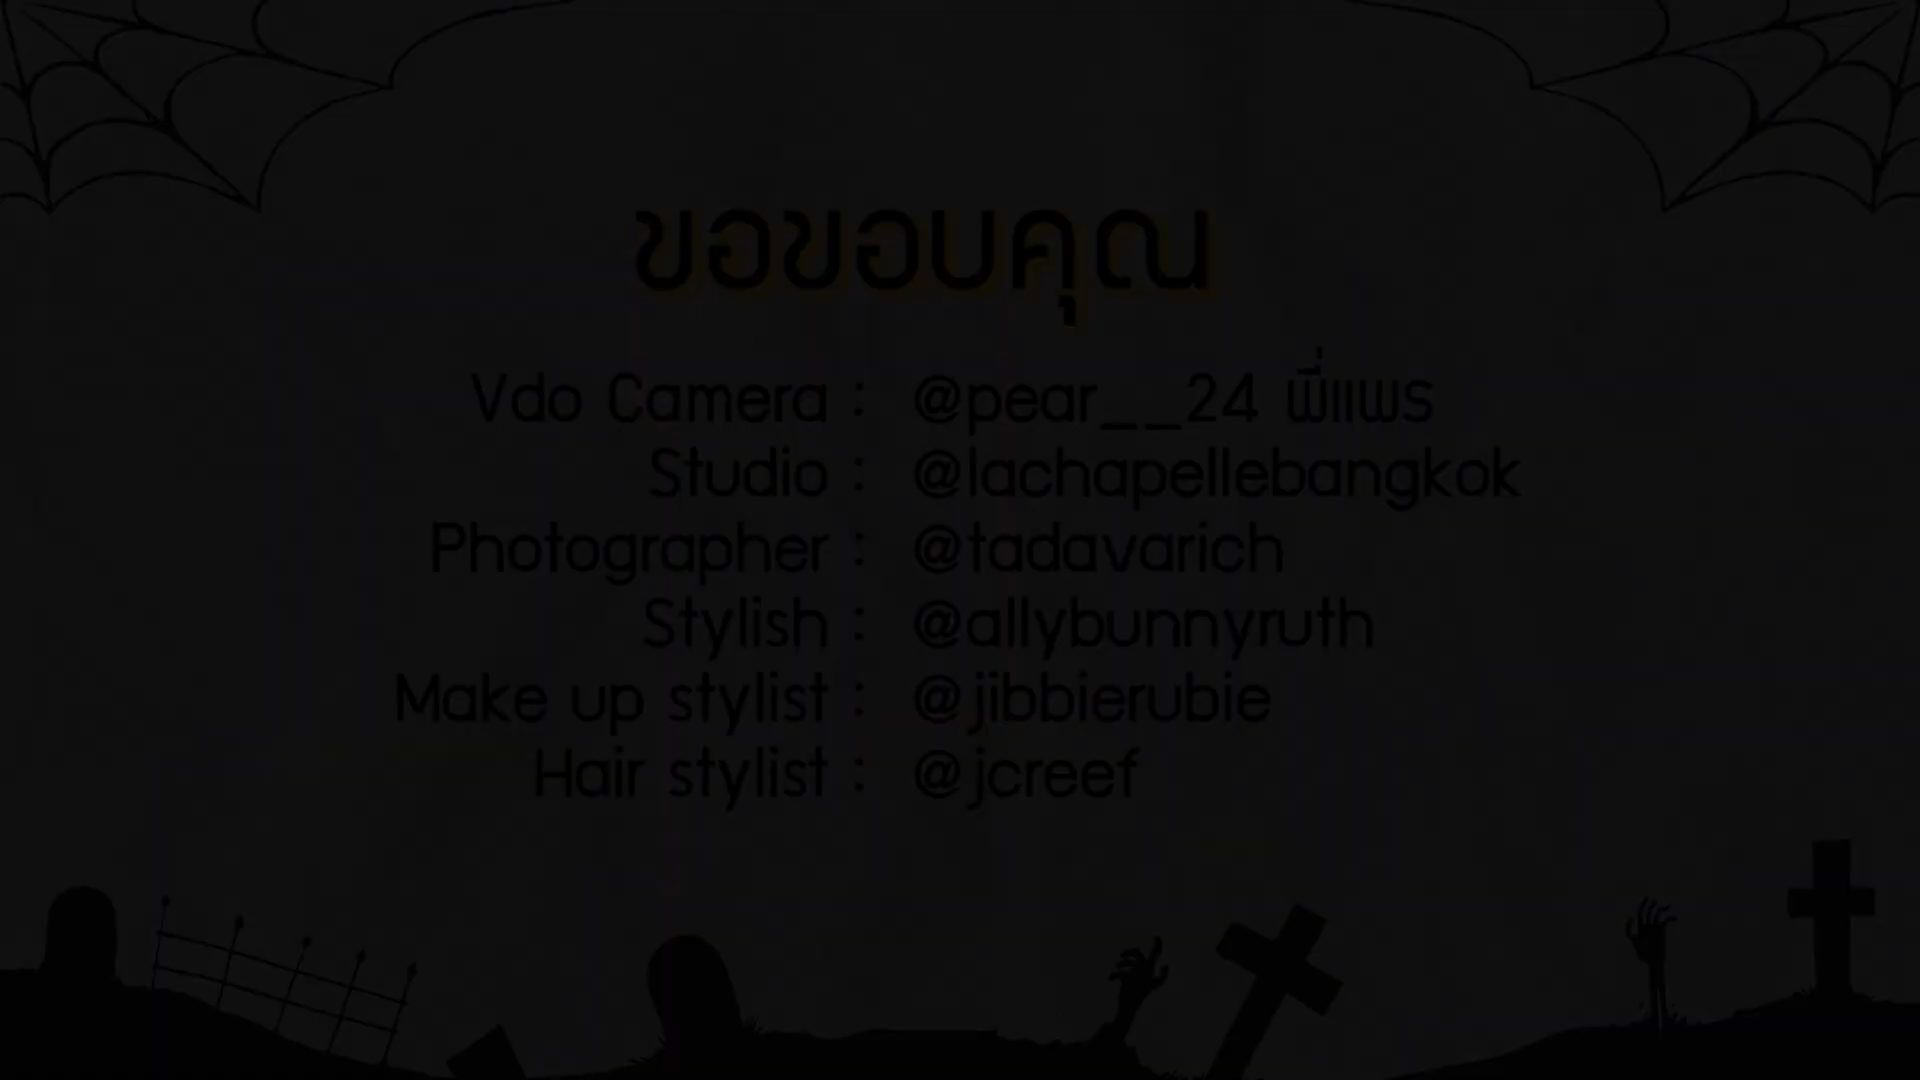 ขอขอบคุณ
Vdo Camera : @pear__24 พี่แพร
Studio : @lachapellebangkok
Photographer : @tadavarich
Stylish : @allybunnyruth
Make up stylist : @jibbierubie
Hair stylist : @jcreef